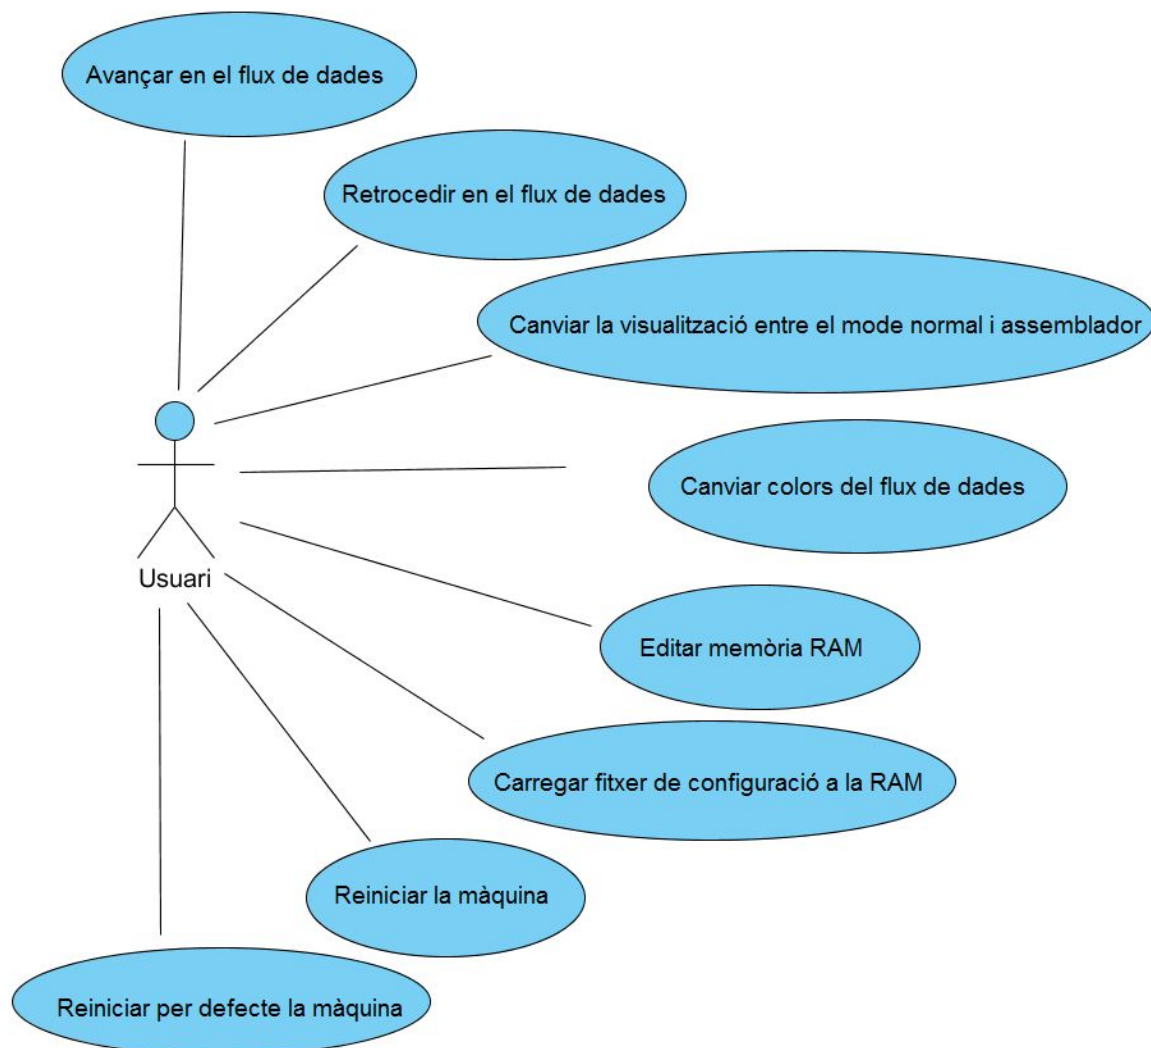 Avançar en el flux de dades
Retrocedir en el flux de dades
Canviar la visualització entre el mode normal i assemblador
Canviar colors del flux de dades
Usuari
Editar memòria RAM
Carregar fitxer de configuració a la RAM
Reiniciar la màquina
Reiniciar per defecte la màquina